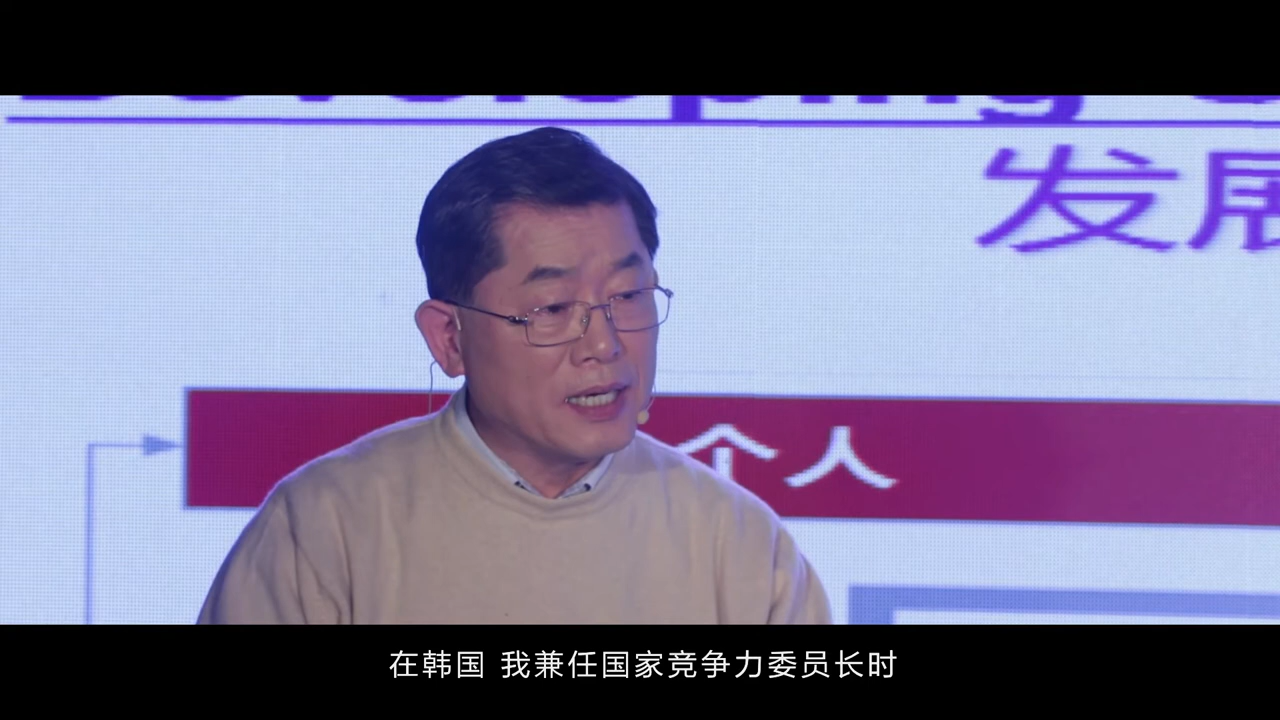 Developing
发展
个人
在韩国 我兼任国家竞争力委员长时